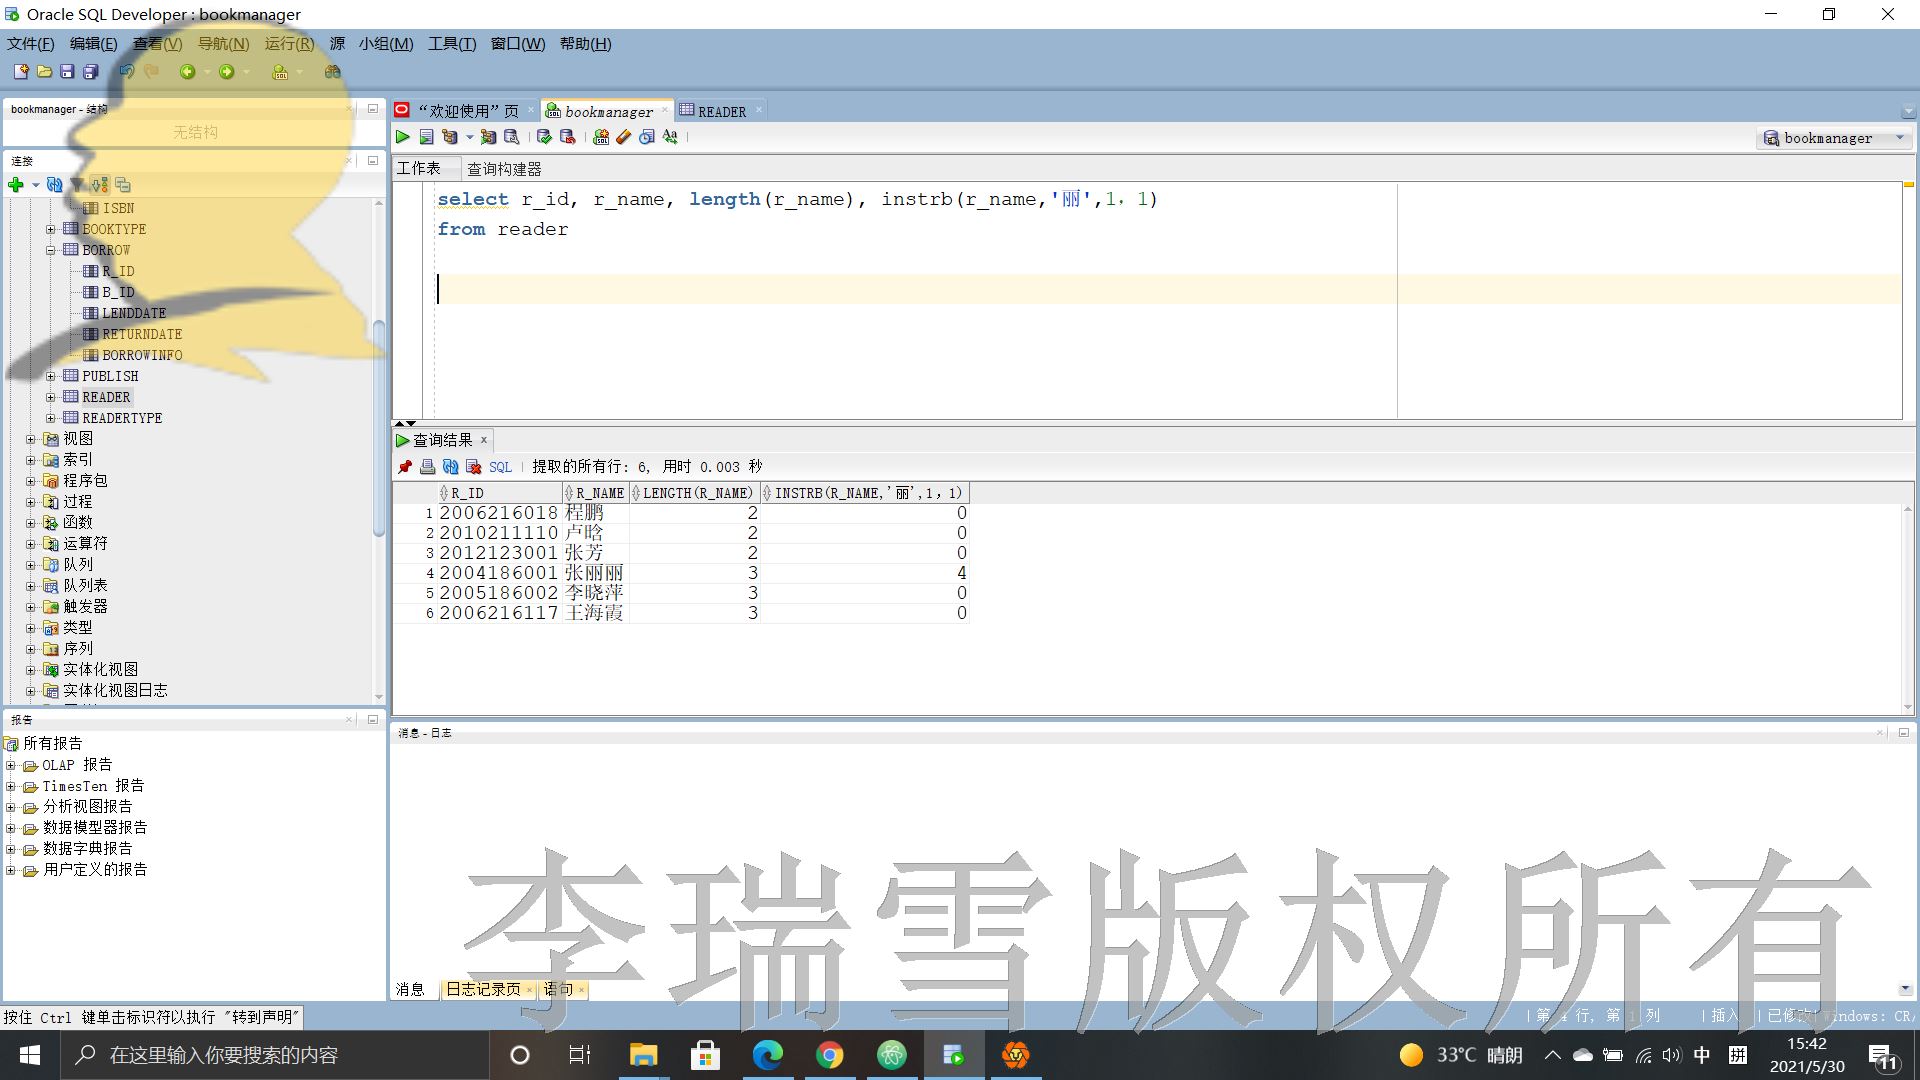 Oracle SQL Developer : bookmanager
文件(F) 编辑(E) 查看(V) 导航(N) 运行(R) 源 小组(M) 工具(T) 窗口(W) 帮助(H)
bookmanager - 结构
无结构
连接
ISBN
BOOKTYPE
BORROW
R_ID
B_ID
LENDDATE
RETURNDATE
BORROWINFO
PUBLISH
READER
READERTYPE
视图
索引
程序包
过程
函数
运算符
队列
队列表
触发器
类型
序列
实体化视图
实体化视图日志
报告
所有报告
OLAP 报告
TimesTen 报告
分析视图报告
数据模型器报告
数据字典报告
用户定义的报告
“欢迎使用”页 bookmanager READER
bookmanager
工作表 查询构建器
select r_id, r_name, length(r_name), instrb(r_name,'丽',1，1)
from reader
查询结果
SQL 提取的所有行: 6, 用时 0.003 秒
R_ID R_NAME LENGTH(R_NAME) INSTRB(R_NAME,'丽',1，1)
1 2006216018 程鹏 2 0
2 2010211110 卢晗 2 0
3 2012123001 张芳 2 0
4 2004186001 张丽丽 3 4
5 2005186002 李晓萍 3 0
6 2006216117 王海霞 3 0
消息 - 日志
李瑞雪版权所有
消息 日志记录页 语句
按住 Ctrl 键单击标识符以执行 "转到声明"
第 4 行, 第 1 列 插入 已修改 Windows: CR/
在这里输入你要搜索的内容
33°C 晴朗
中
拼
15:42
2021/5/30
11